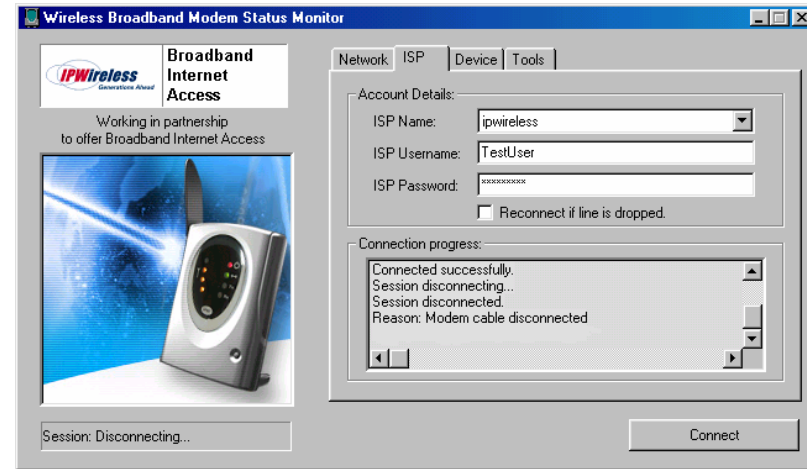 Wireless Broadband Modem Status Monitor
IPWireless
Generations Ahead
Broadband
Internet
Access
Working in partnership
to offer Broadband Internet Access
Session: Disconnecting...
Network ISP Device Tools
Account Details:
ISP Name: ipwireless
ISP Username: TestUser
ISP Password: xxxxxxxxx
Reconnect if line is dropped.
Connection progress:
Connected successfully.
Session disconnecting...
Session disconnected.
Reason: Modem cable disconnected
Connect